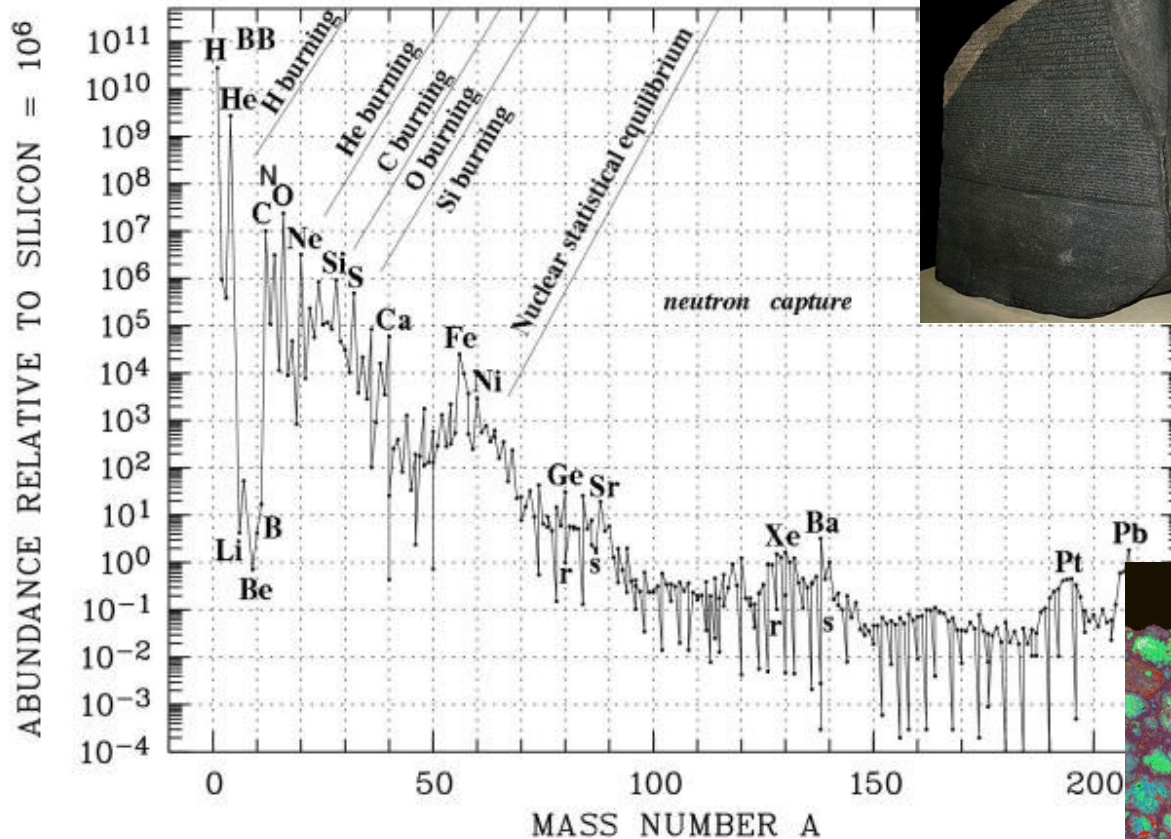 ABUNDANCE RELATIVE TO SILICON = 10⁶
10¹¹
10¹⁰
10⁹
10⁸
10⁷
10⁶
10⁵
10⁴
10³
10²
10¹
10⁰
10⁻¹
10⁻²
10⁻³
10⁻⁴
H BB
He
H burning
He burning
C burning
O burning
Si burning
Nuclear statistical equilibrium
neutron capture
N
C O
Ne
Si S
Ca
Fe
Ni
Li
Be
B
Ge Sr
r s
Xe Ba
r s
Pt
Pb
0 50 100 150 200
MASS NUMBER A